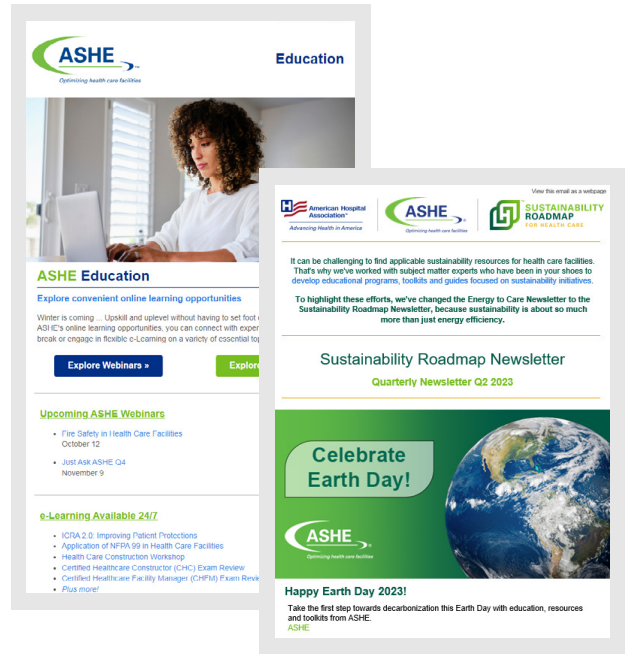 ASHE
Optimizing health care facilities
Education
ASHE Education
Explore convenient online learning opportunities
Winter is coming ... Upskill and uplevel without having to set foot
ASHE's online learning opportunities, you can connect with
break or engage in flexible e-Learning on a variety of essential
Explore Webinars »
Upcoming ASHE Webinars
• Fire Safety in Health Care Facilities
October 12
• Just Ask ASHE Q4
November 9
e-Learning Available 24/7
• ICRA 2.0: Improving Patient Protections
• Application of NFPA 99 in Health Care Facilities
• Health Care Construction Workshop
• Certified Healthcare Constructor (CHC) Exam Review
• Certified Healthcare Facility Manager (CHFM) Exam
• Plus more!
View this email as a webpage
American Hospital
Association™
Advancing Health in America
ASHE
Optimizing health care facilities
SUSTAINABILITY
ROADMAP
FOR HEALTH CARE
It can be challenging to find applicable sustainability resources for health care facilities.
That's why we've worked with subject matter experts who have been in your shoes to
develop educational programs, toolkits and guides focused on sustainability initiatives.
To highlight these efforts, we've changed the Energy to Care Newsletter to the
Sustainability Roadmap Newsletter, because sustainability is about so much
more than just energy efficiency.
Sustainability Roadmap Newsletter
Quarterly Newsletter Q2 2023
Celebrate
Earth Day!
ASHE
Optimizing health care facilities
Happy Earth Day 2023!
Take the first step towards decarbonization this Earth Day with education, resources
and toolkits from ASHE.
ASHE